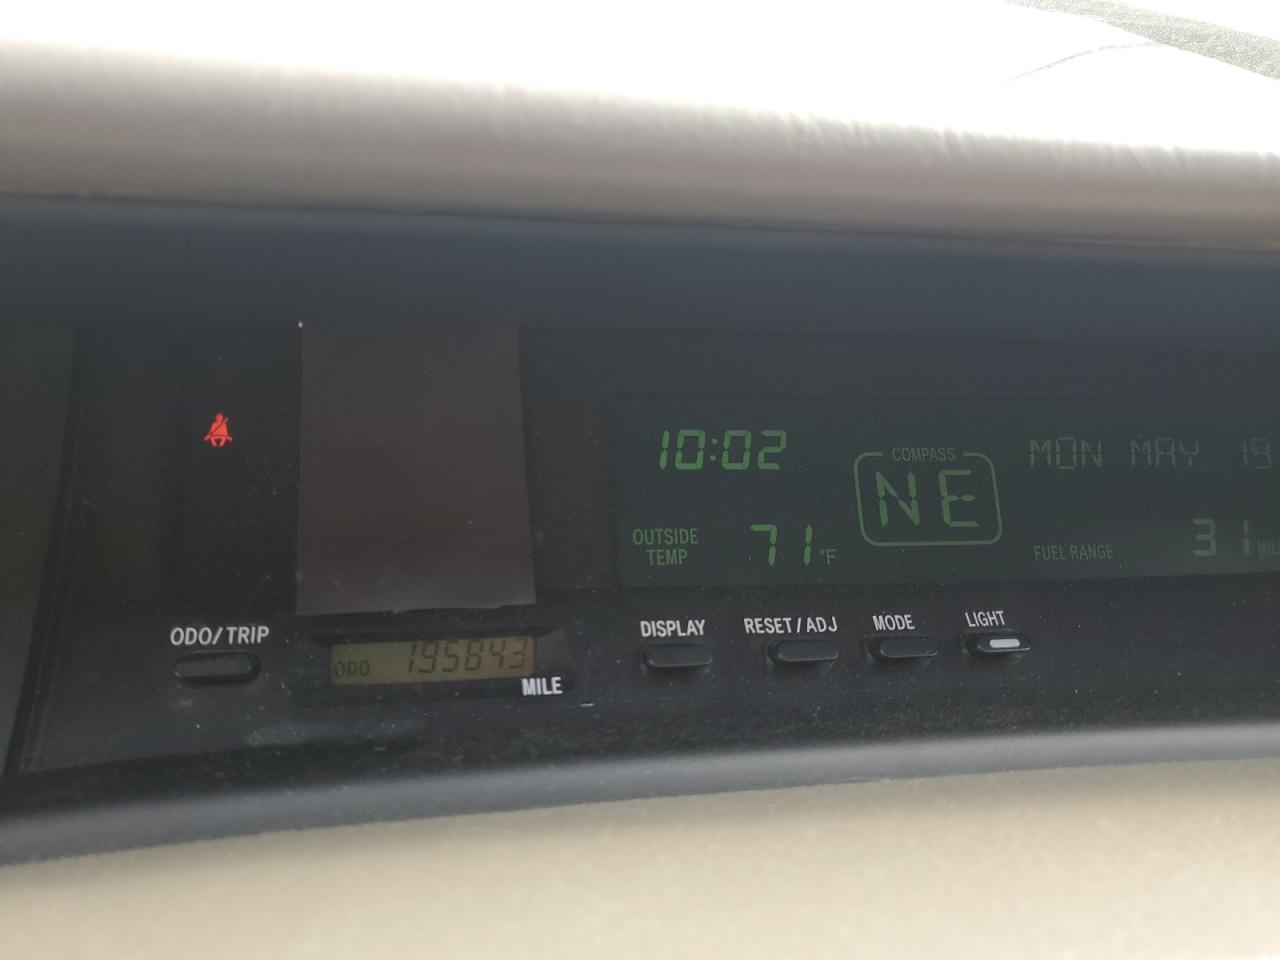 10:02
COMPASS
NE
MON MAY 19
OUTSIDE TEMP
71°F
FUEL RANGE
31
ODO/TRIP
ODO 195843
MILE
DISPLAY
RESET/ADJ
MODE
LIGHT